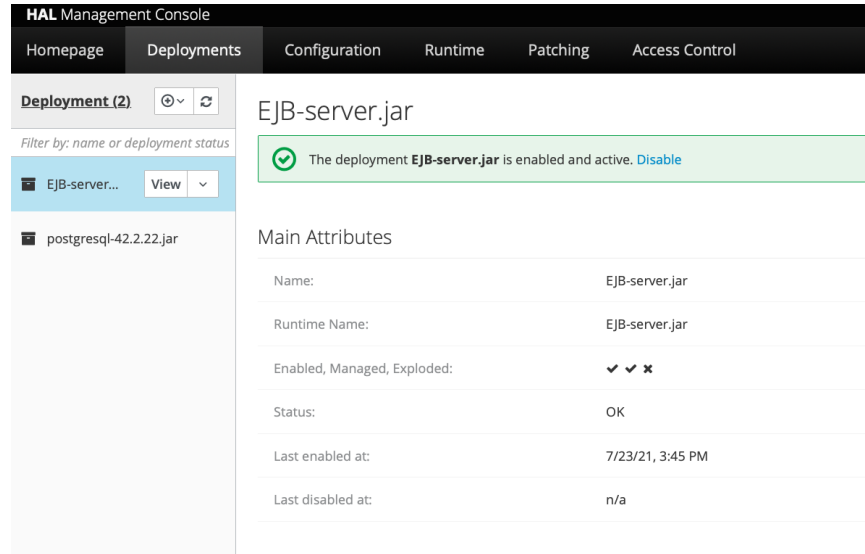 HAL Management Console
Homepage Deployments Configuration Runtime Patching Access Control
Deployment (2)
Filter by: name or deployment status
EJB-server... View
postgresql-42.2.22.jar
EJB-server.jar
The deployment EJB-server.jar is enabled and active. Disable
Main Attributes
Name: EJB-server.jar
Runtime Name: EJB-server.jar
Enabled, Managed, Exploded:
Status: OK
Last enabled at: 7/23/21, 3:45 PM
Last disabled at: n/a